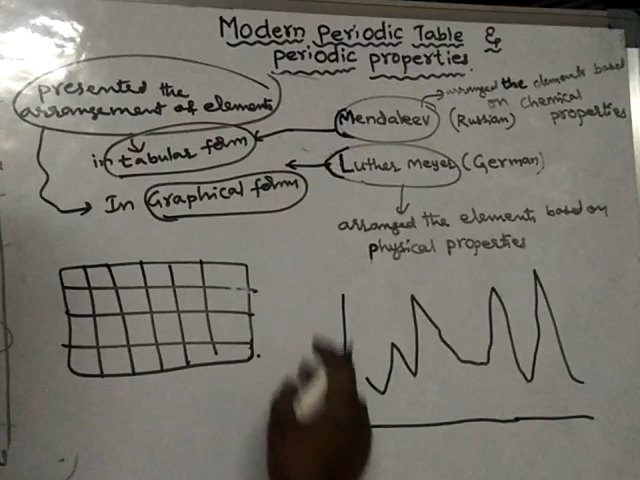 Modern Periodic Table &
periodic properties.
presented the
arrangement of elements
in tabular form
In Graphical form
Mendaleev (Russian)
arranged the elements based
on chemical
properties
Luther Meyer (German)
arranged the elements based on
physical properties